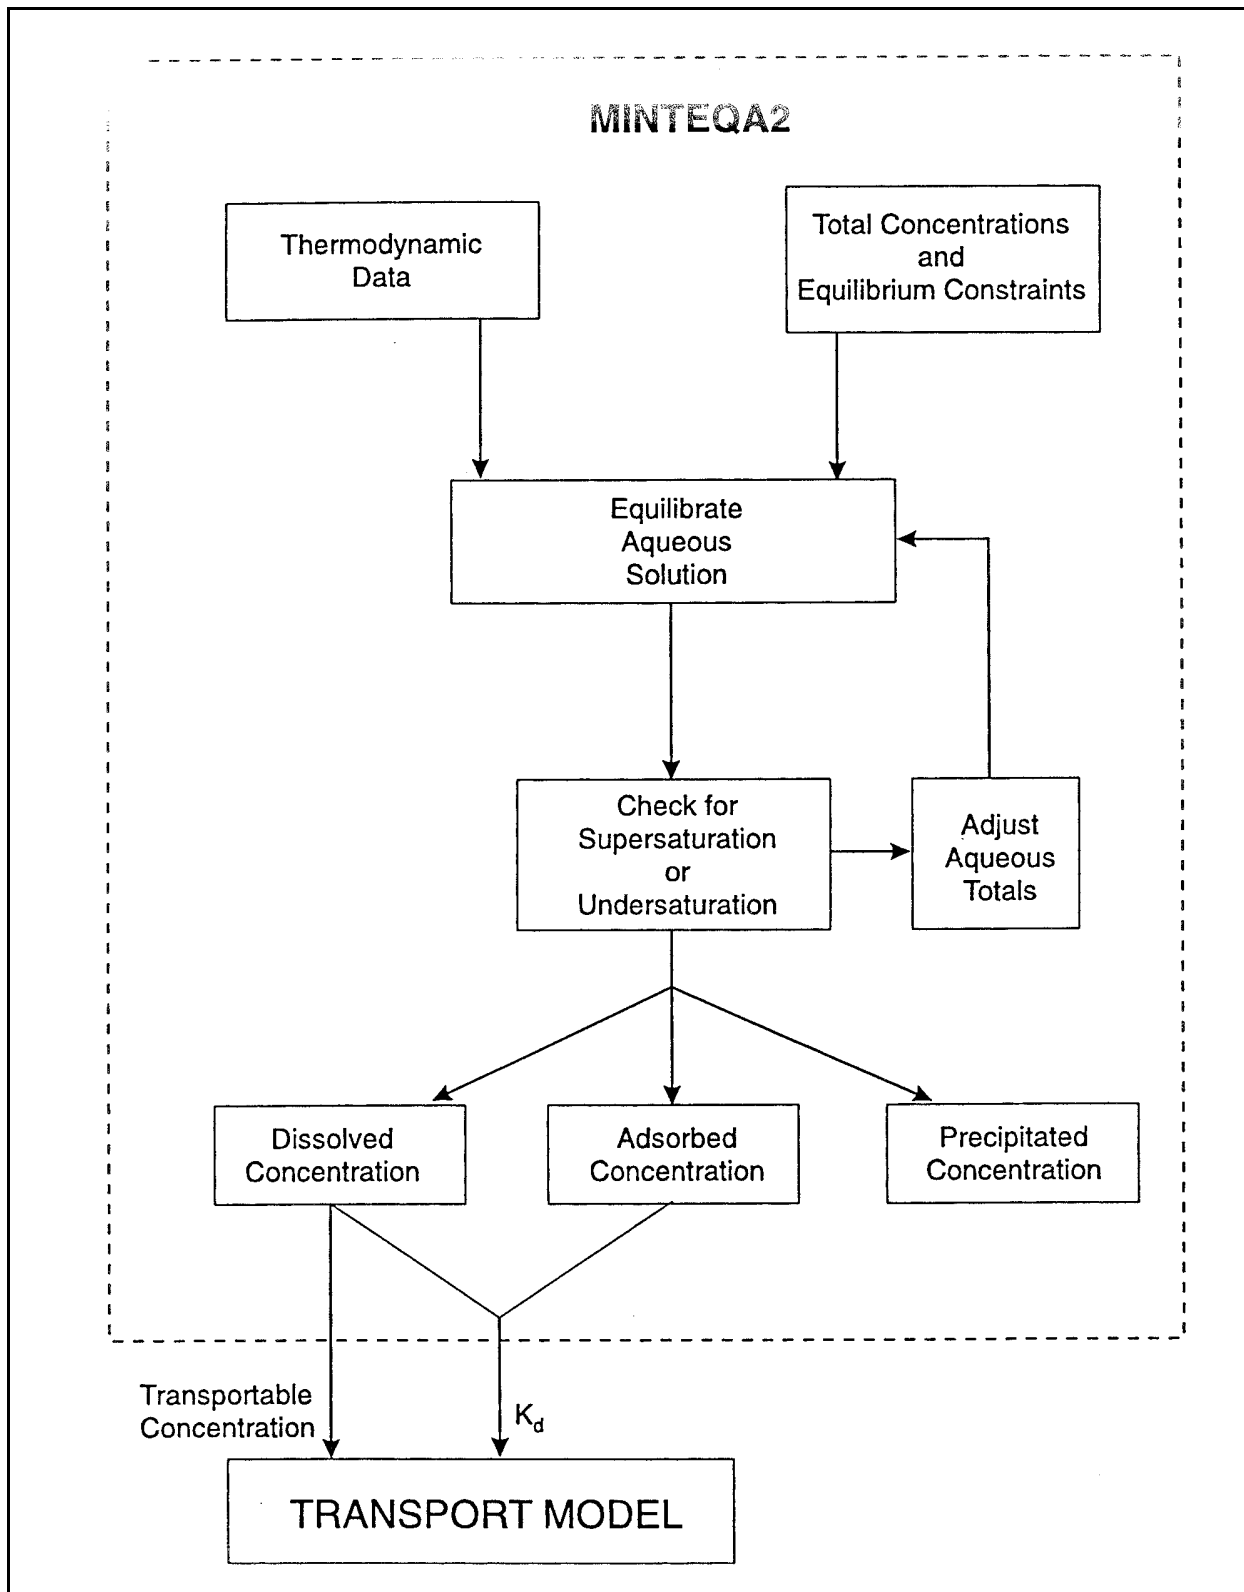 MINTEQA2
Thermodynamic
Data
Total Concentrations
and
Equilibrium Constraints
Equilibrate
Aqueous
Solution
Check for
Supersaturation
or
Undersaturation
Adjust
Aqueous
Totals
Dissolved
Concentration
Adsorbed
Concentration
Precipitated
Concentration
Transportable
Concentration
Kd
TRANSPORT MODEL